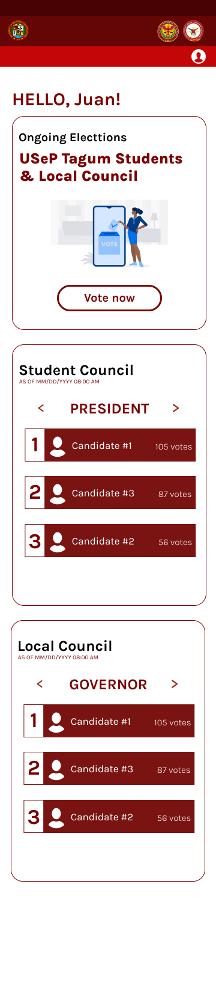 HELLO, Juan!
Ongoing Electtions
USeP Tagum Students
& Local Council
VOTE
Vote now
Student Council
AS OF MM/DD/YYYY 08:00 AM
< PRESIDENT >
1 Candidate #1 105 votes
2 Candidate #3 87 votes
3 Candidate #2 56 votes
Local Council
AS OF MM/DD/YYYY 08:00 AM
< GOVERNOR >
1 Candidate #1 105 votes
2 Candidate #3 87 votes
3 Candidate #2 56 votes